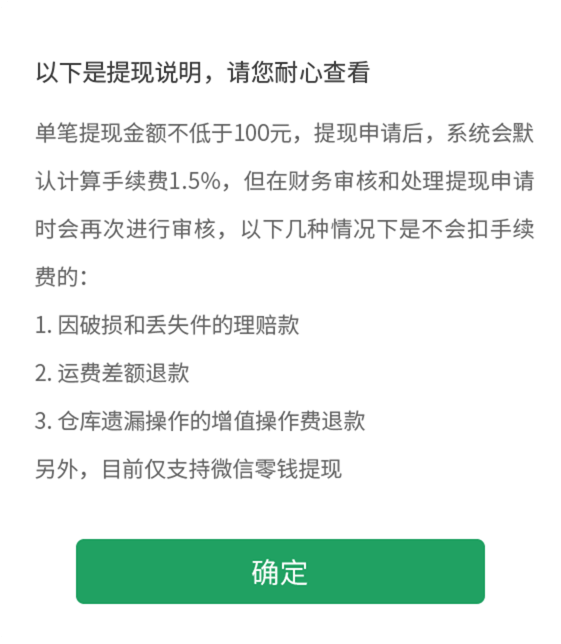 以下是提现说明，请您耐心查看
单笔提现金额不低于100元，提现申请后，系统会默
认计算手续费1.5%，但在财务审核和处理提现申请
时会再次进行审核，以下几种情况下是不会扣手续
费的：
1. 因破损和丢失件的理赔款
2. 运费差额退款
3. 仓库遗漏操作的增值操作费退款
另外，目前仅支持微信零钱提现
确定